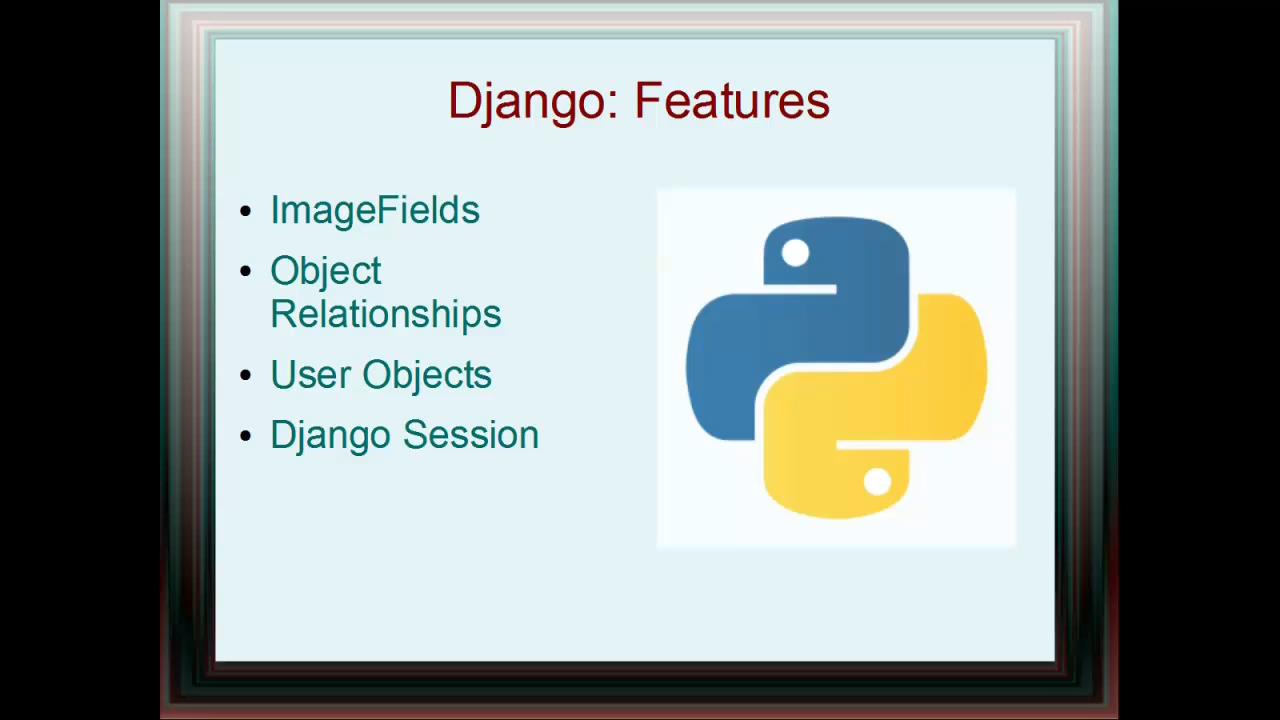 Django: Features
• ImageFields
• Object
Relationships
• User Objects
• Django Session